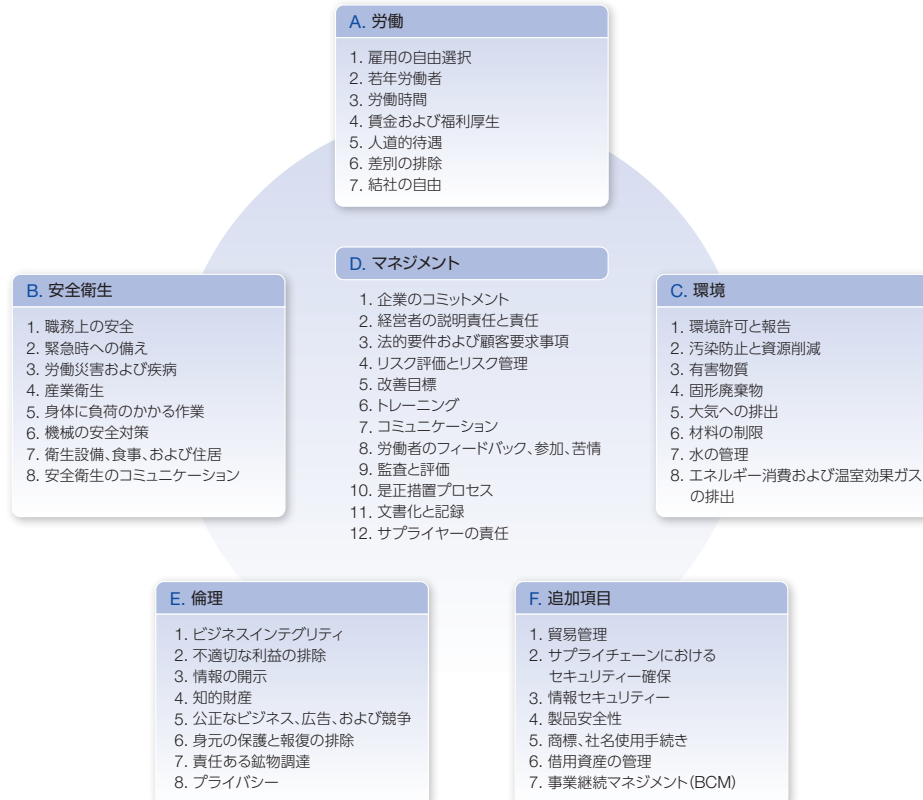 A. 労働
1. 雇用の自由選択
2. 若年労働者
3. 労働時間
4. 賃金および福利厚生
5. 人道的待遇
6. 差別の排除
7. 結社の自由
B. 安全衛生
1. 職務上の安全
2. 緊急時への備え
3. 労働災害および疾病
4. 産業衛生
5. 身体に負荷のかかる作業
6. 機械の安全対策
7. 衛生設備、食事、および住居
8. 安全衛生のコミュニケーション
D. マネジメント
1. 企業のコミットメント
2. 経営者の説明責任と責任
3. 法的要件および顧客要求事項
4. リスク評価とリスク管理
5. 改善目標
6. トレーニング
7. コミュニケーション
8. 労働者のフィードバック、参加、苦情
9. 監査と評価
10. 是正措置プロセス
11. 文書化と記録
12. サプライヤーの責任
C. 環境
1. 環境許可と報告
2. 汚染防止と資源削減
3. 有害物質
4. 固形廃棄物
5. 大気への排出
6. 材料の制限
7. 水の管理
8. エネルギー消費および温室効果ガス
の排出
E. 倫理
1. ビジネスインテグリティ
2. 不適切な利益の排除
3. 情報の開示
4. 知的財産
5. 公正なビジネス、広告、および競争
6. 身元の保護と報復の排除
7. 責任ある鉱物調達
8. プライバシー
F. 追加項目
1. 貿易管理
2. サプライチェーンにおける
セキュリティー確保
3. 情報セキュリティー
4. 製品安全性
5. 商標、社名使用手続き
6. 借用資産の管理
7. 事業継続マネジメント(BCM)